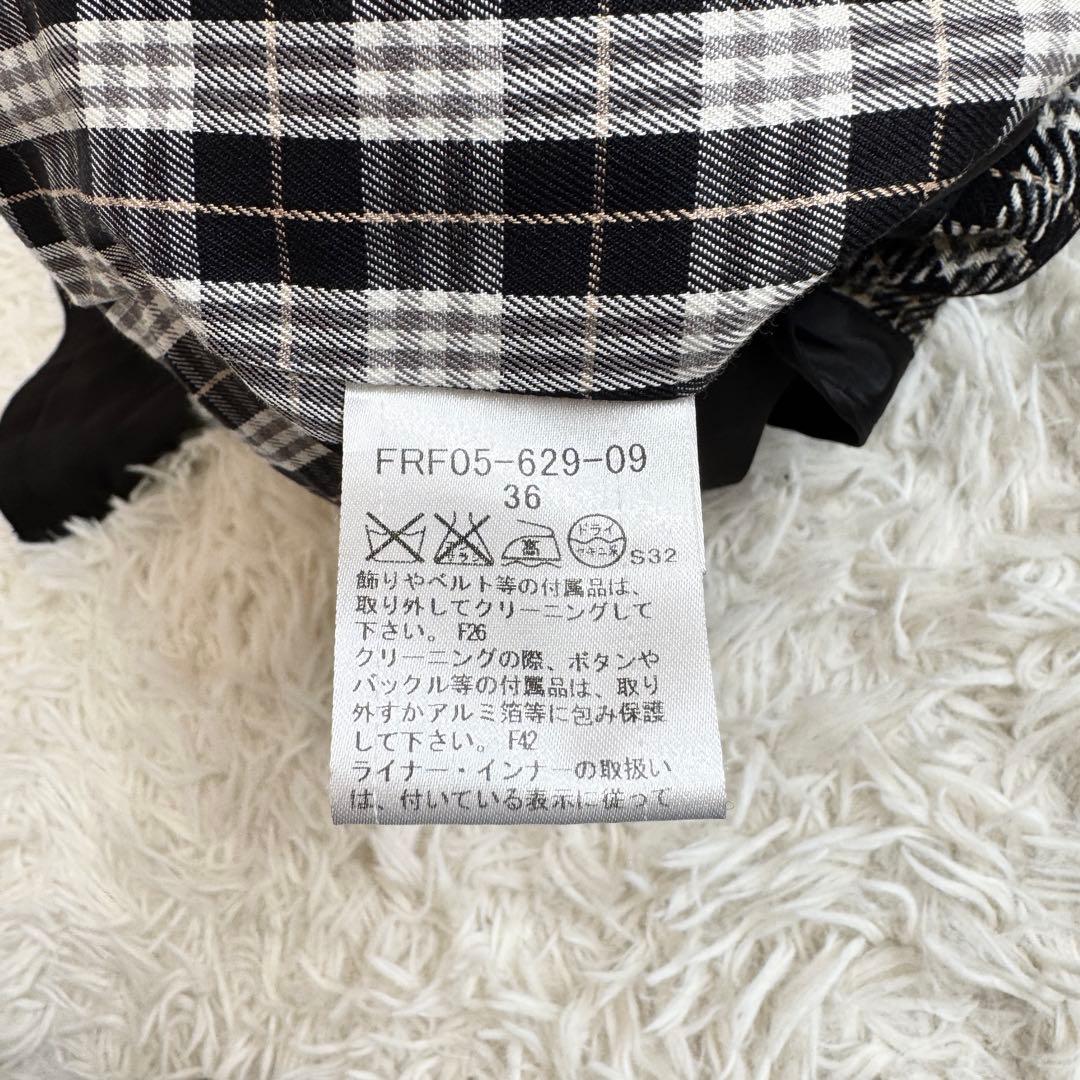 FRF05-629-09
36
ドライ
セキユ系
S32
飾りやベルト等の付属品は、
取り外してクリーニングして
下さい。 F26
クリーニングの際、ボタンや
バックル等の付属品は、取り
外すかアルミ箔等に包み保護
して下さい。 F42
ライナー・インナーの取扱い
は、付いている表示に従って